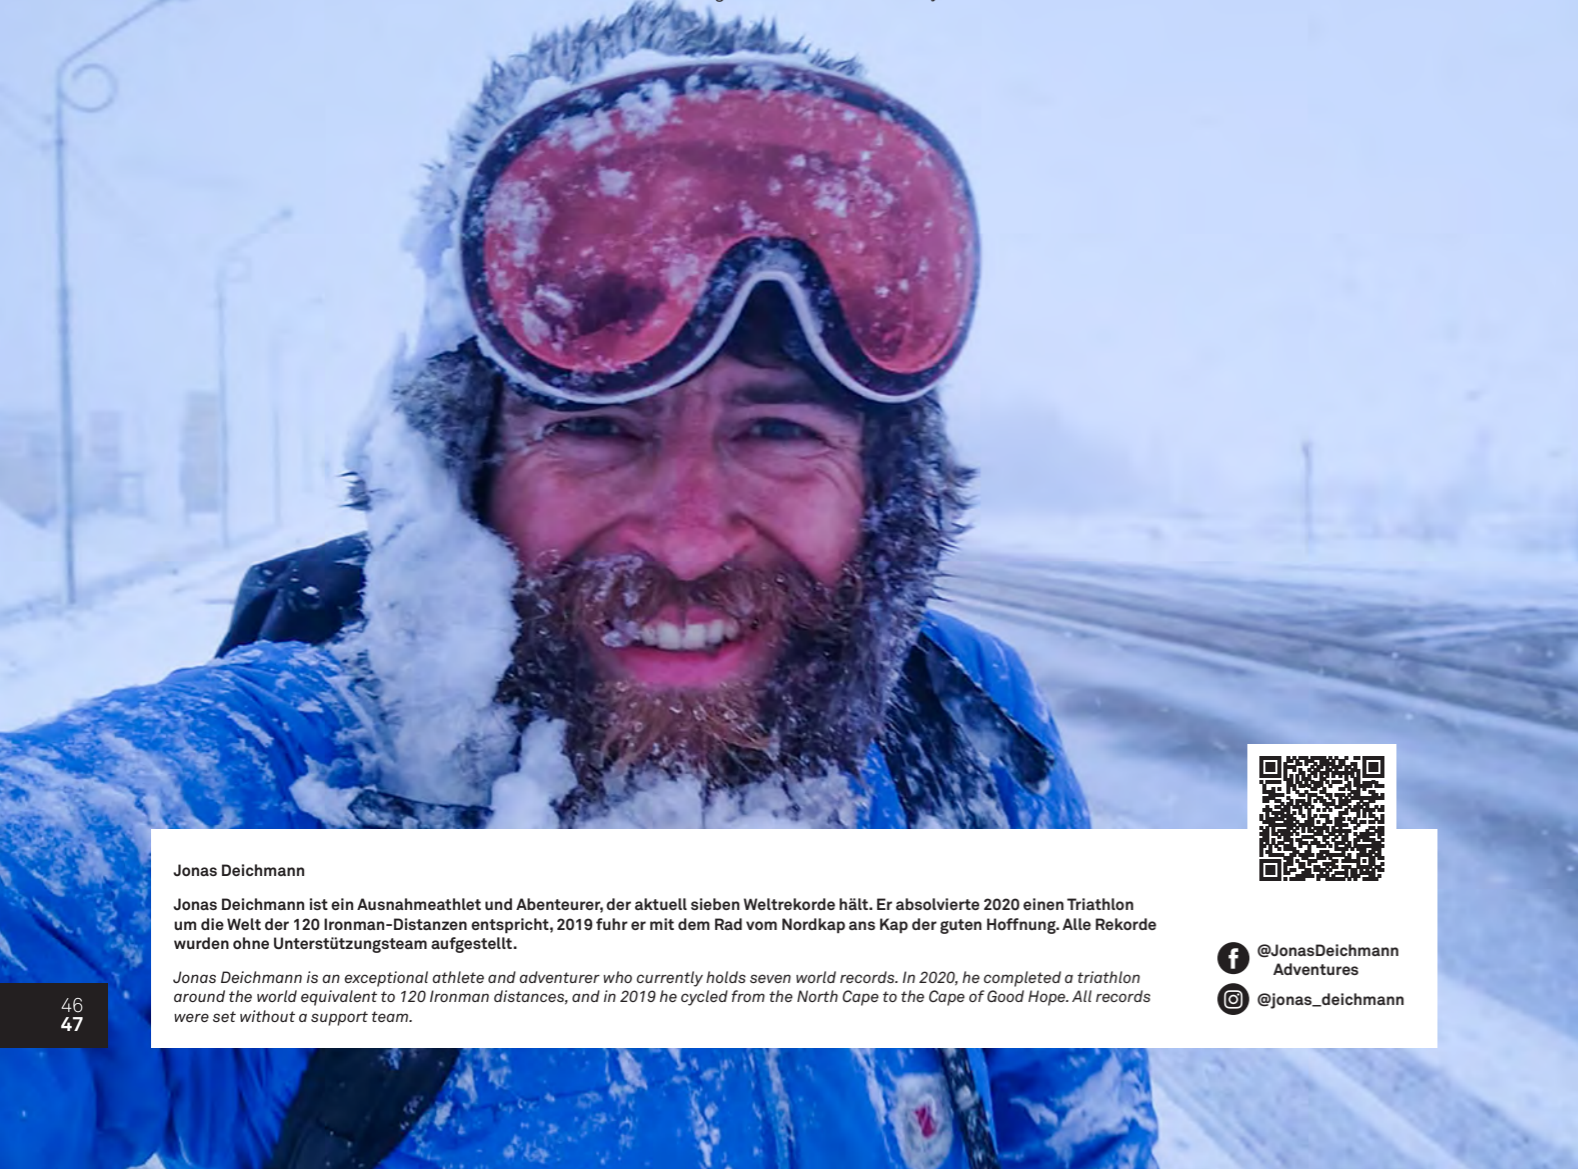 Jonas Deichmann
Jonas Deichmann ist ein Ausnahmeathlet und Abenteurer, der aktuell sieben Weltrekorde hält. Er absolvierte 2020 einen Triathlon
um die Welt der 120 Ironman-Distanzen entspricht, 2019 fuhr er mit dem Rad vom Nordkap ans Kap der guten Hoffnung. Alle Rekorde
wurden ohne Unterstützungsteam aufgestellt.
Jonas Deichmann is an exceptional athlete and adventurer who currently holds seven world records. In 2020, he completed a triathlon
around the world equivalent to 120 Ironman distances, and in 2019 he cycled from the North Cape to the Cape of Good Hope. All records
were set without a support team.
@JonasDeichmann
Adventures
@jonas_deichmann
46
47